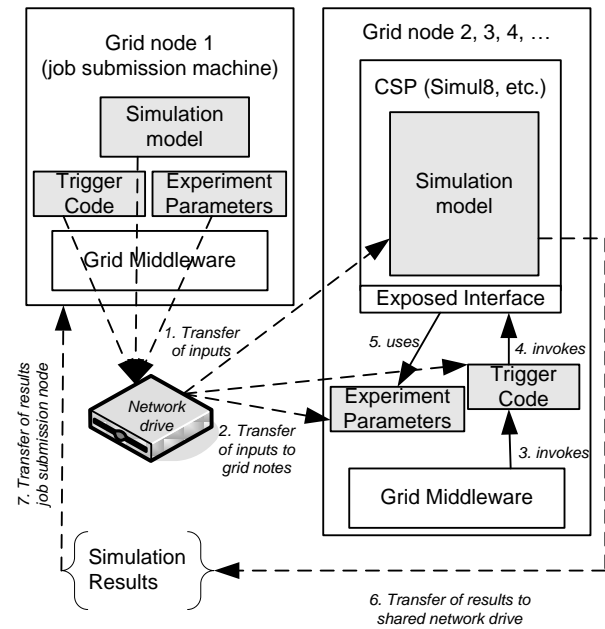 Grid node 1
(job submission machine)
Simulation
model
Trigger
Code
Experiment
Parameters
Grid Middleware
1. Transfer
of inputs
Network
drive
2. Transfer
of inputs to
grid notes
7. Transfer of results
job submission node
Simulation
Results
Grid node 2, 3, 4, …
CSP (Simul8, etc.)
Simulation
model
Exposed Interface
5. uses
4. invokes
Experiment
Parameters
Trigger
Code
3. invokes
Grid Middleware
6. Transfer of results to
shared network drive